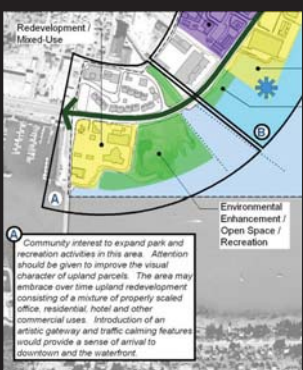 Redevelopment /
Mixed-Use
B
A
Environmental
Enhancement /
Open Space /
Recreation
A
Community interest to expand park and
recreation activities in this area. Attention
should be given to improve the visual
character of upland parcels. The area may
embrace over time upland redevelopment
consisting of a mixture of properly scaled
office, residential, hotel and other
commercial uses. Introduction of an
artistic gateway and traffic calming features
would provide a sense of arrival to
downtown and the waterfront.